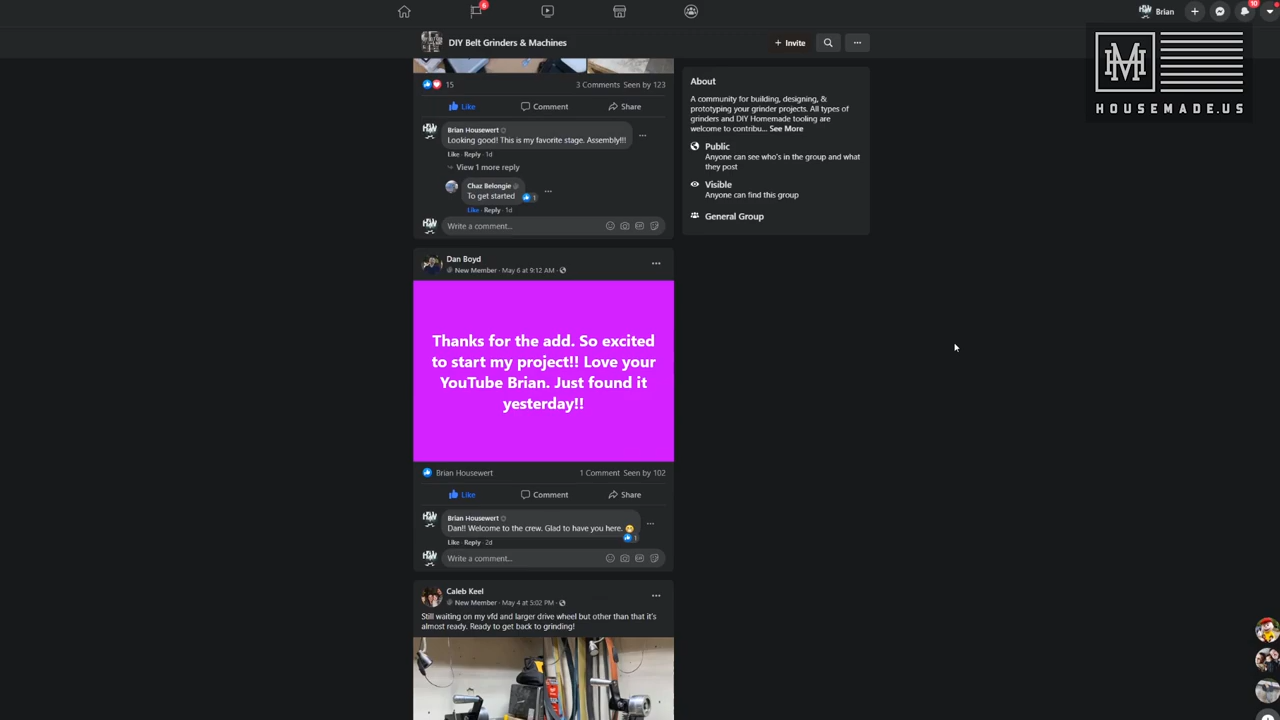 6
Brian
10
DIY Belt Grinders & Machines
+ Invite
HM
HOUSEMADE.US
15
3 Comments Seen by 123
Like
Comment
Share
Brian Housewert
Looking good! This is my favorite stage. Assembly!!!
Like · Reply · 1d
View 1 more reply
Chaz Belongie
To get started
1
Like · Reply · 1d
Write a comment...
GIF
About
A community for building, designing, &
prototyping your grinder projects. All types of
grinders and DIY Homemade tooling are
welcome to contribu... See More
Public
Anyone can see who's in the group and what
they post
Visible
Anyone can find this group
General Group
Dan Boyd
New Member · May 6 at 9:12 AM ·
Thanks for the add. So excited
to start my project!! Love your
YouTube Brian. Just found it
yesterday!!
Brian Housewert
1 Comment Seen by 102
Like
Comment
Share
Brian Housewert
Dan!! Welcome to the crew. Glad to have you here.
1
Like · Reply · 2d
Write a comment...
GIF
Caleb Keel
New Member · May 4 at 5:02 PM ·
Still waiting on my vfd and larger drive wheel but other than that it's
almost ready. Ready to get back to grinding!